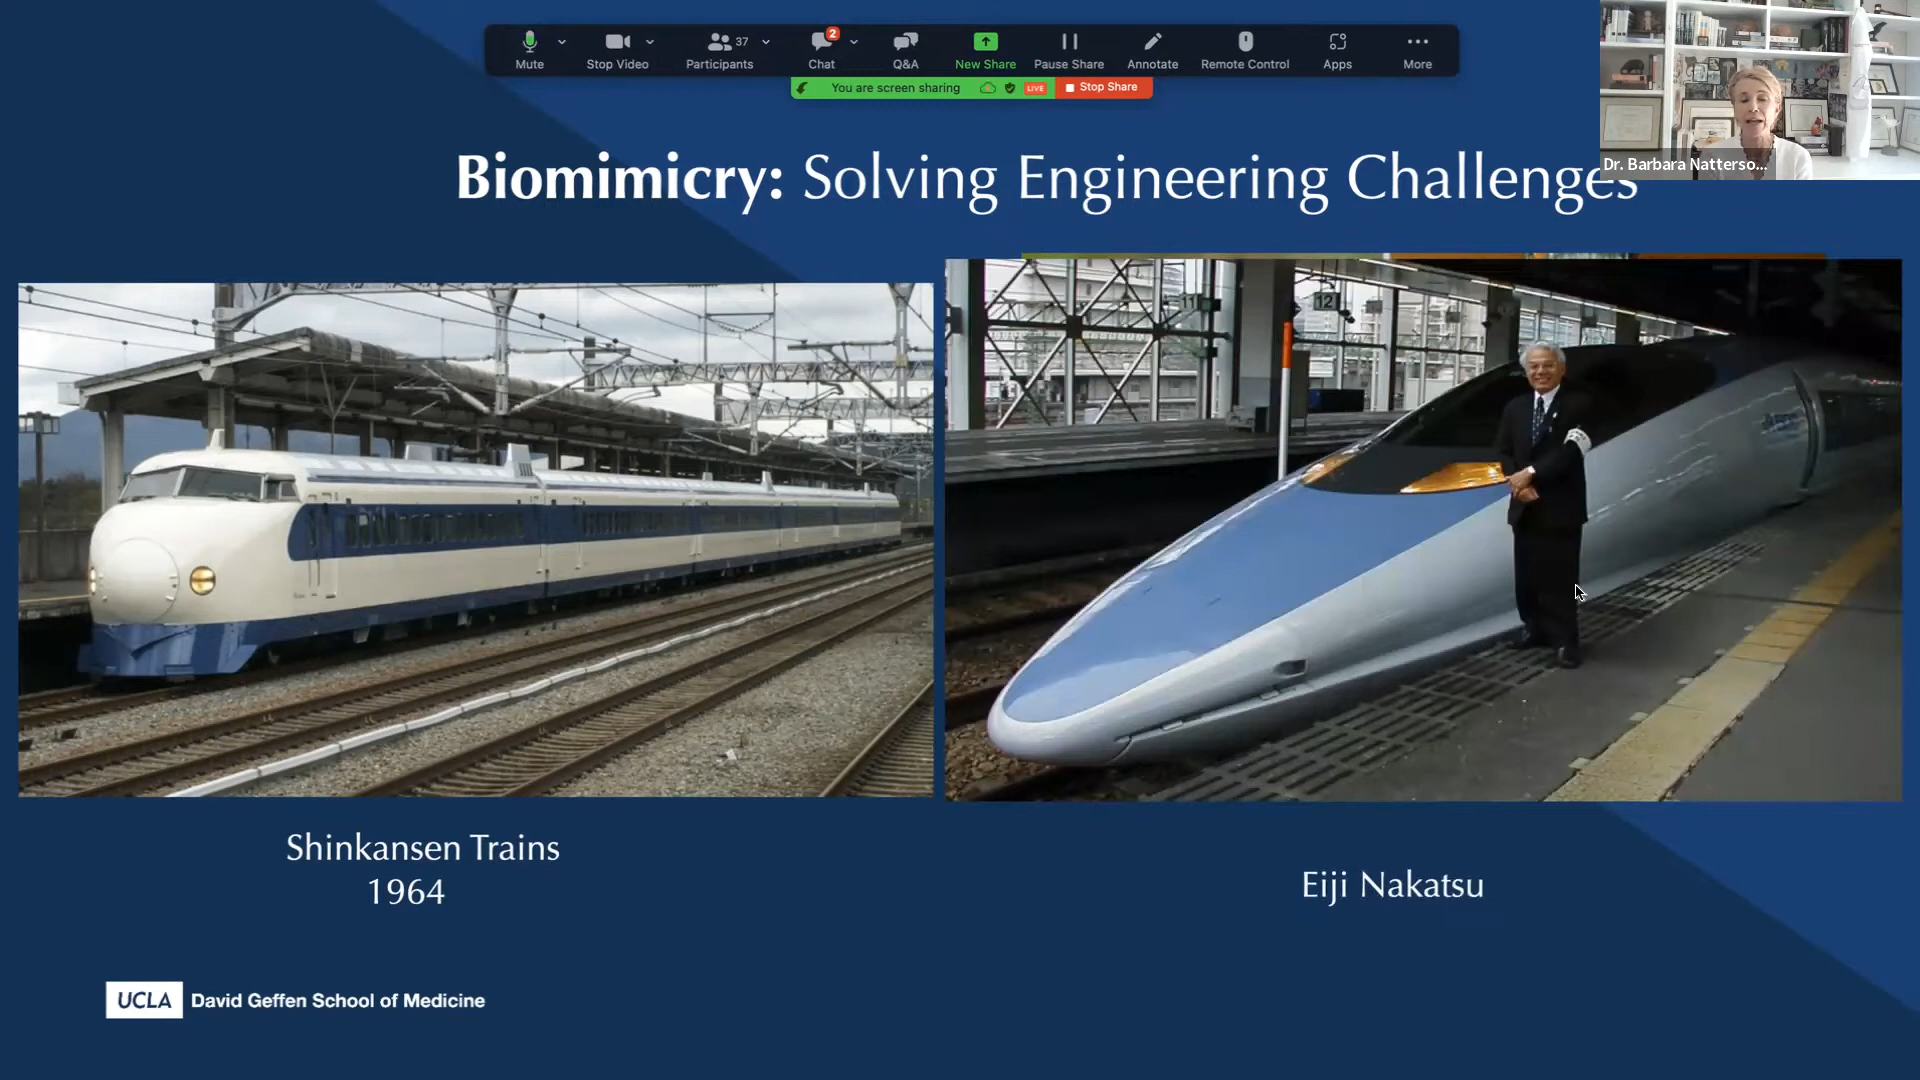 Mute
Stop Video
37
Participants
2
Chat
Q&A
New Share
Pause Share
Annotate
Remote Control
Apps
More
You are screen sharing
LIVE
Stop Share
Dr. Barbara Natterso...
Biomimicry: Solving Engineering Challenges
11
12
Shinkansen Trains
1964
Eiji Nakatsu
UCLA David Geffen School of Medicine